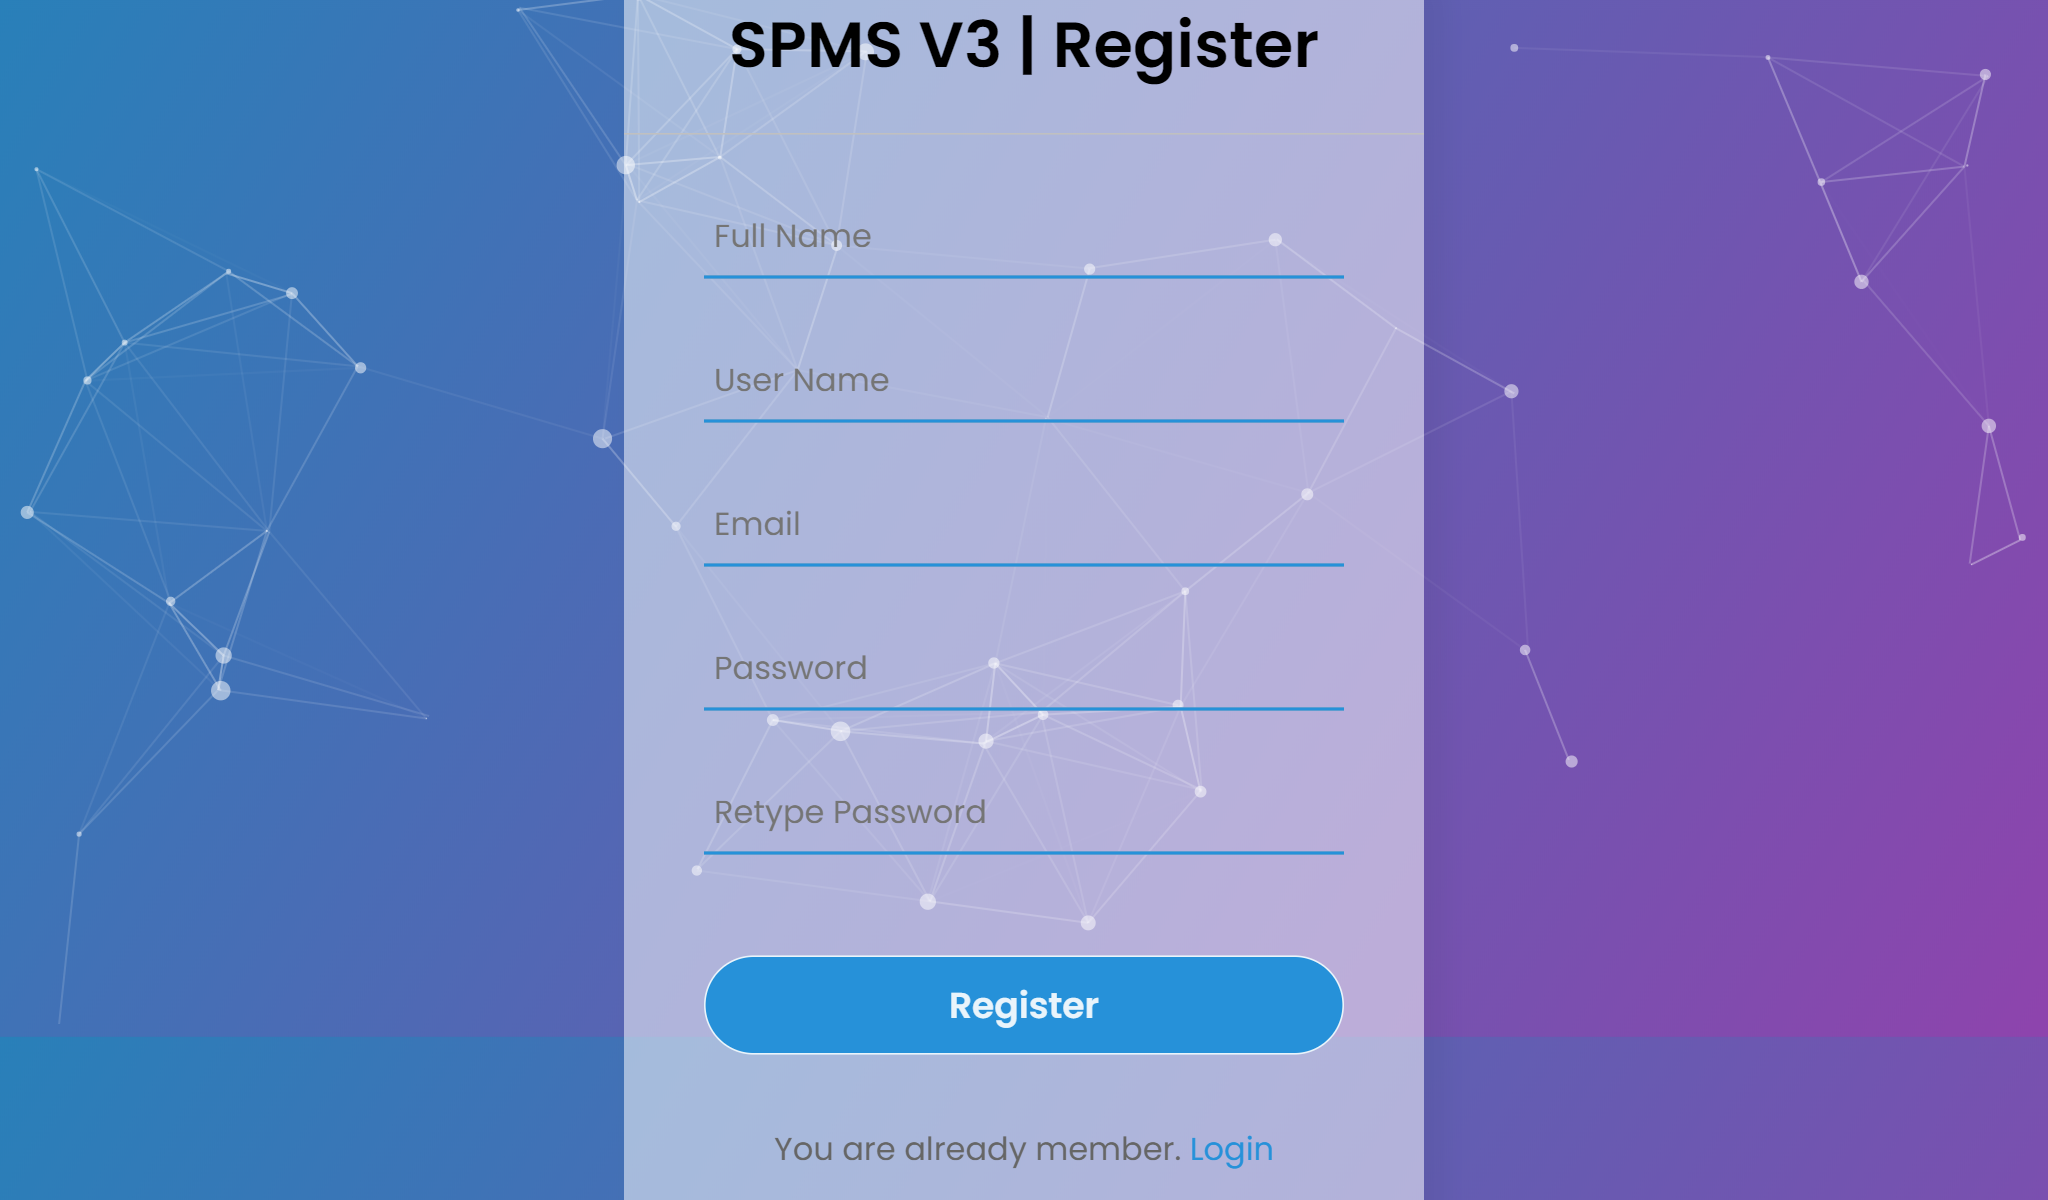 SPMS V3 | Register
Full Name
User Name
Email
Password
Retype Password
Register
You are already member. Login